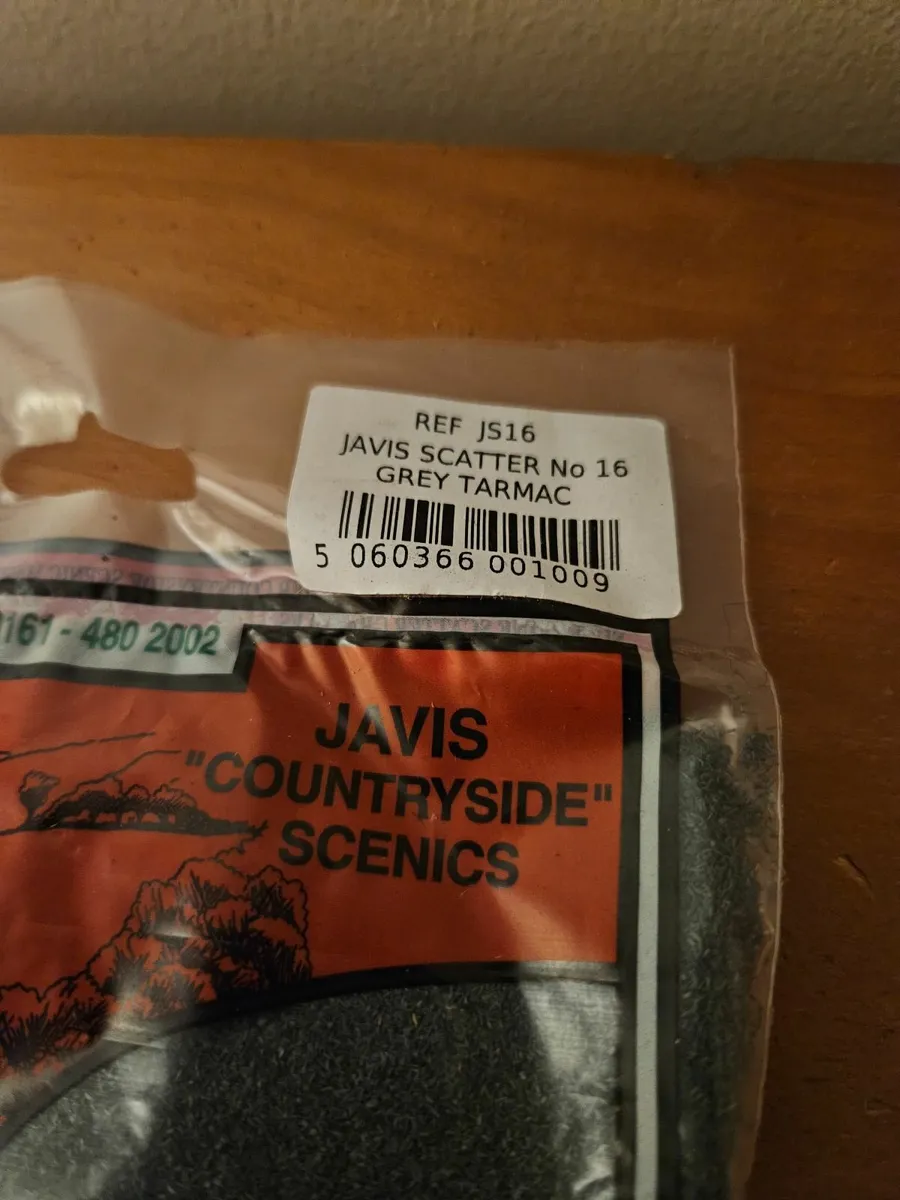 REF JS16
JAVIS SCATTER No 16
GREY TARMAC
5 060366 001009
161 - 480 2002
JAVIS
"COUNTRYSIDE"
SCENICS